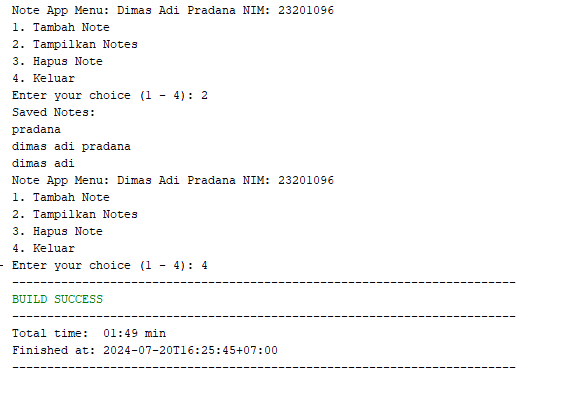 Note App Menu: Dimas Adi Pradana NIM: 23201096
1. Tambah Note
2. Tampilkan Notes
3. Hapus Note
4. Keluar
Enter your choice (1 - 4): 2
Saved Notes:
pradana
dimas adi pradana
dimas adi
Note App Menu: Dimas Adi Pradana NIM: 23201096
1. Tambah Note
2. Tampilkan Notes
3. Hapus Note
4. Keluar
Enter your choice (1 - 4): 4
------------------------------------------------------------------------
BUILD SUCCESS
------------------------------------------------------------------------
Total time:  01:49 min
Finished at: 2024-07-20T16:25:45+07:00
------------------------------------------------------------------------